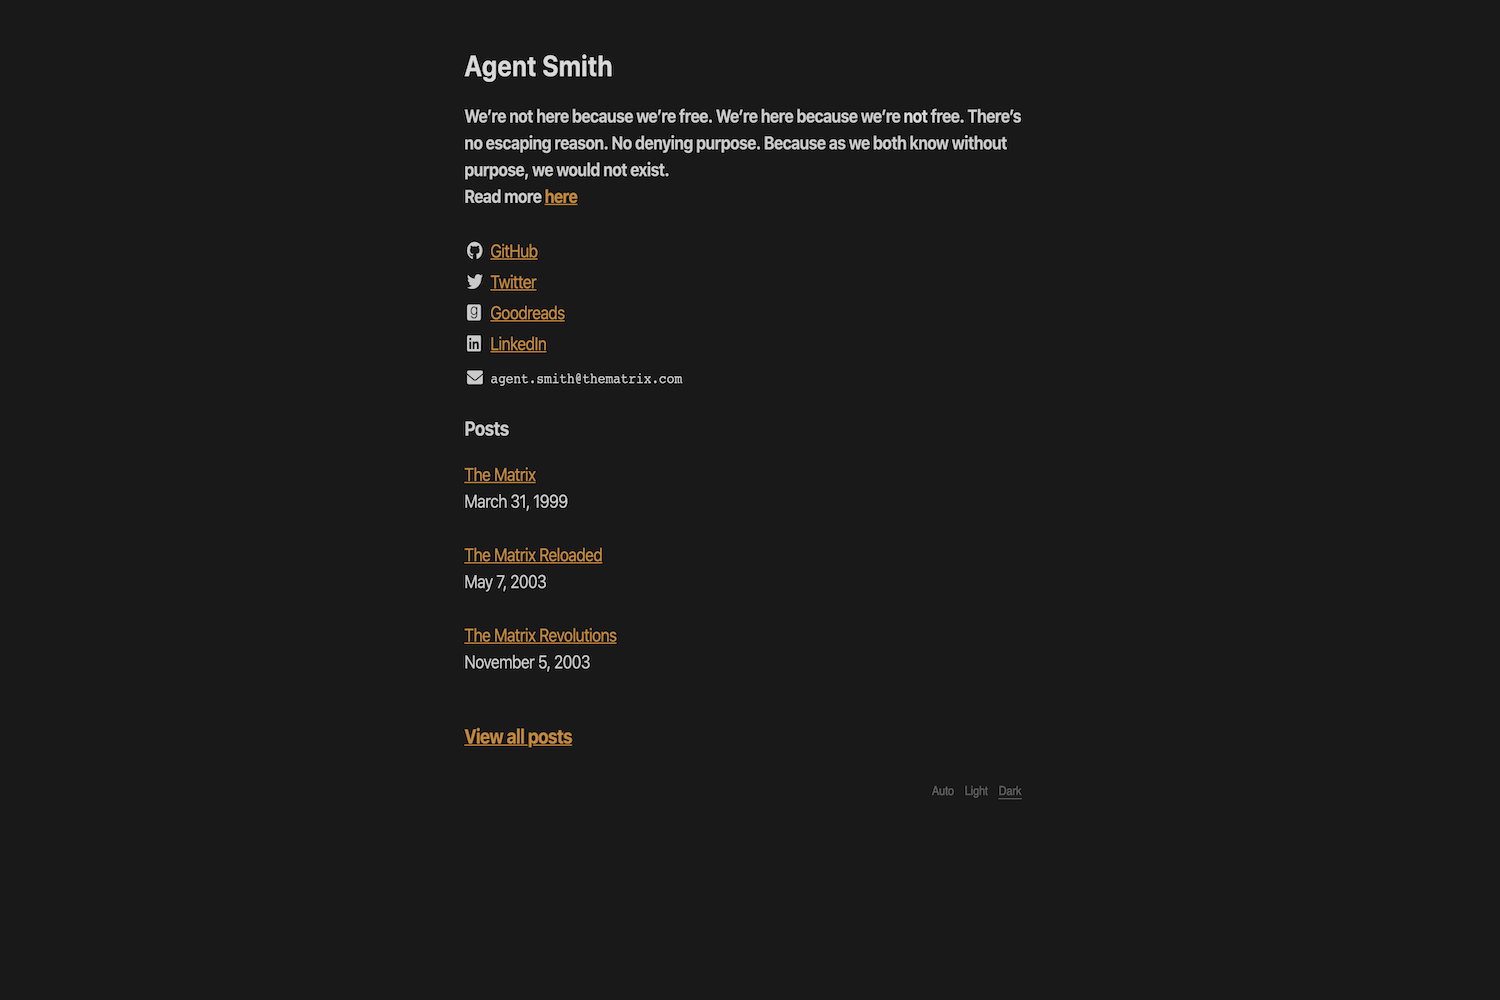 Agent Smith
We’re not here because we’re free. We’re here because we’re not free. There’s
no escaping reason. No denying purpose. Because as we both know without
purpose, we would not exist.
Read more here
GitHub
Twitter
Goodreads
LinkedIn
agent.smith@thematrix.com
Posts
The Matrix
March 31, 1999
The Matrix Reloaded
May 7, 2003
The Matrix Revolutions
November 5, 2003
View all posts
Auto Light Dark